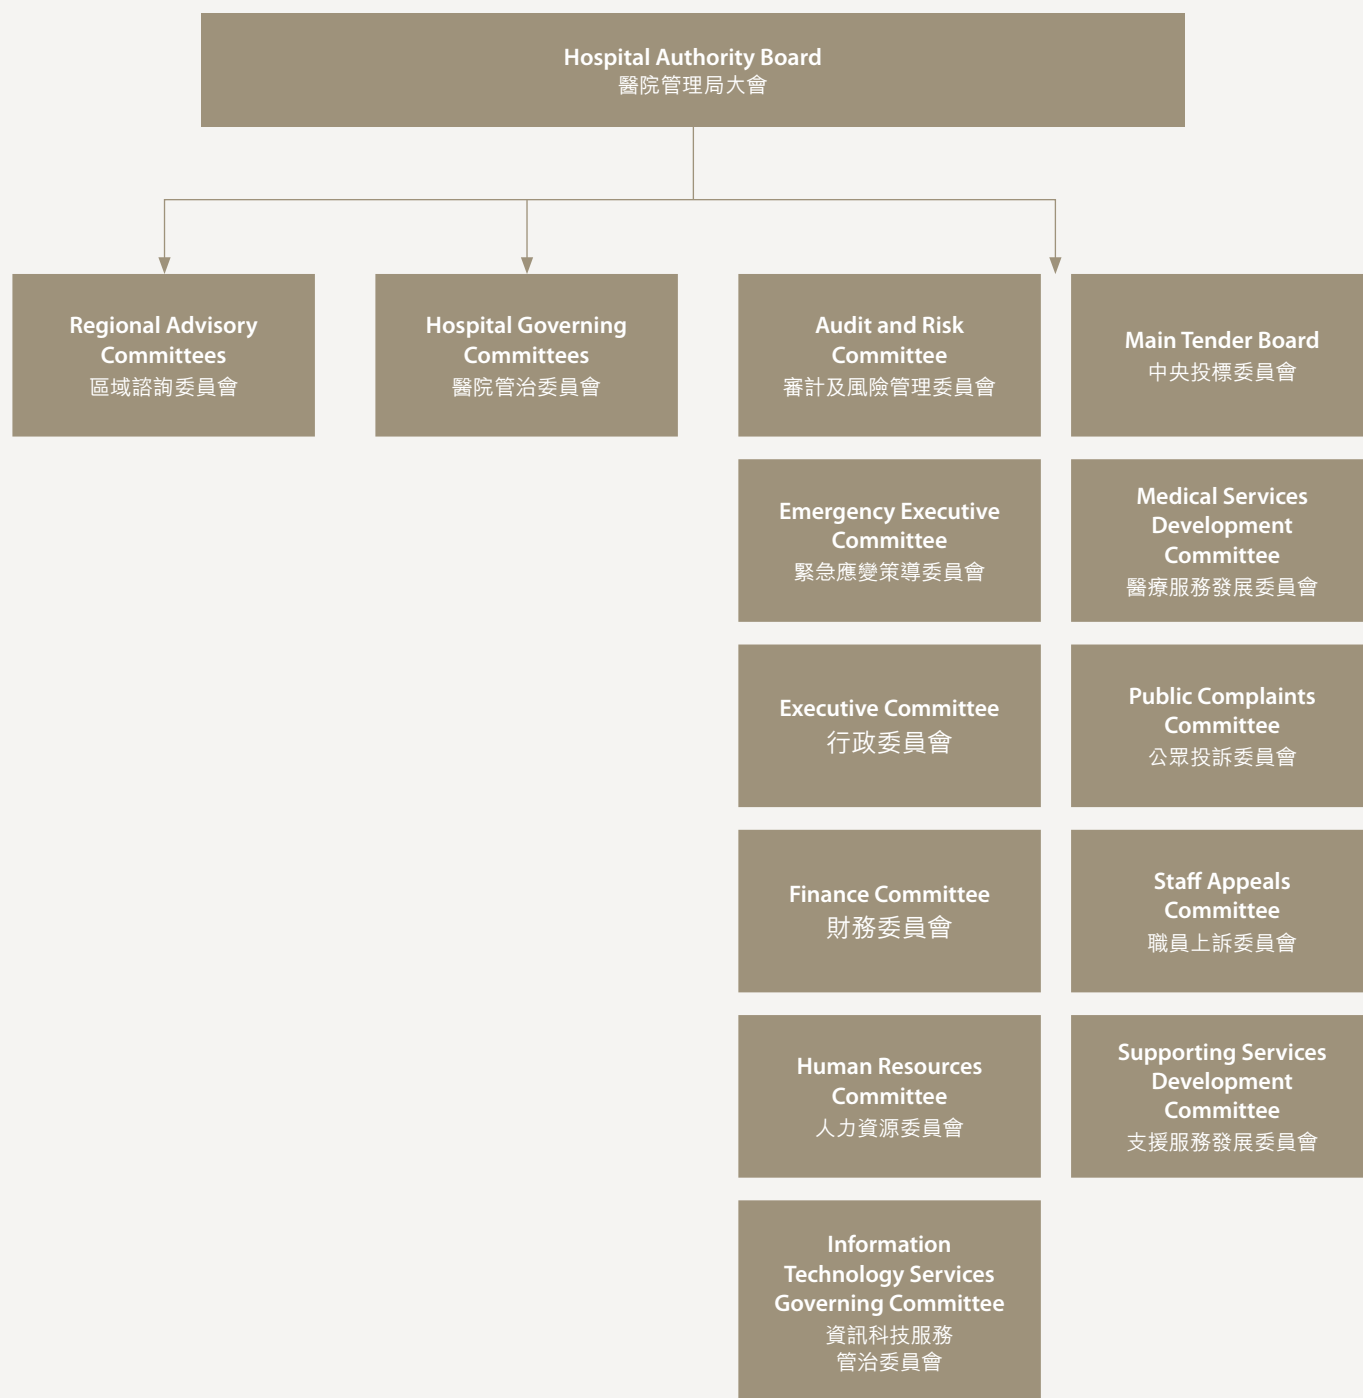 Hospital Authority Board
醫院管理局大會
Regional Advisory
Committees
區域諮詢委員會
Hospital Governing
Committees
醫院管治委員會
Audit and Risk
Committee
審計及風險管理委員會
Main Tender Board
中央投標委員會
Emergency Executive
Committee
緊急應變策導委員會
Medical Services
Development
Committee
醫療服務發展委員會
Executive Committee
行政委員會
Public Complaints
Committee
公眾投訴委員會
Finance Committee
財務委員會
Staff Appeals
Committee
職員上訴委員會
Human Resources
Committee
人力資源委員會
Supporting Services
Development
Committee
支援服務發展委員會
Information
Technology Services
Governing Committee
資訊科技服務
管治委員會